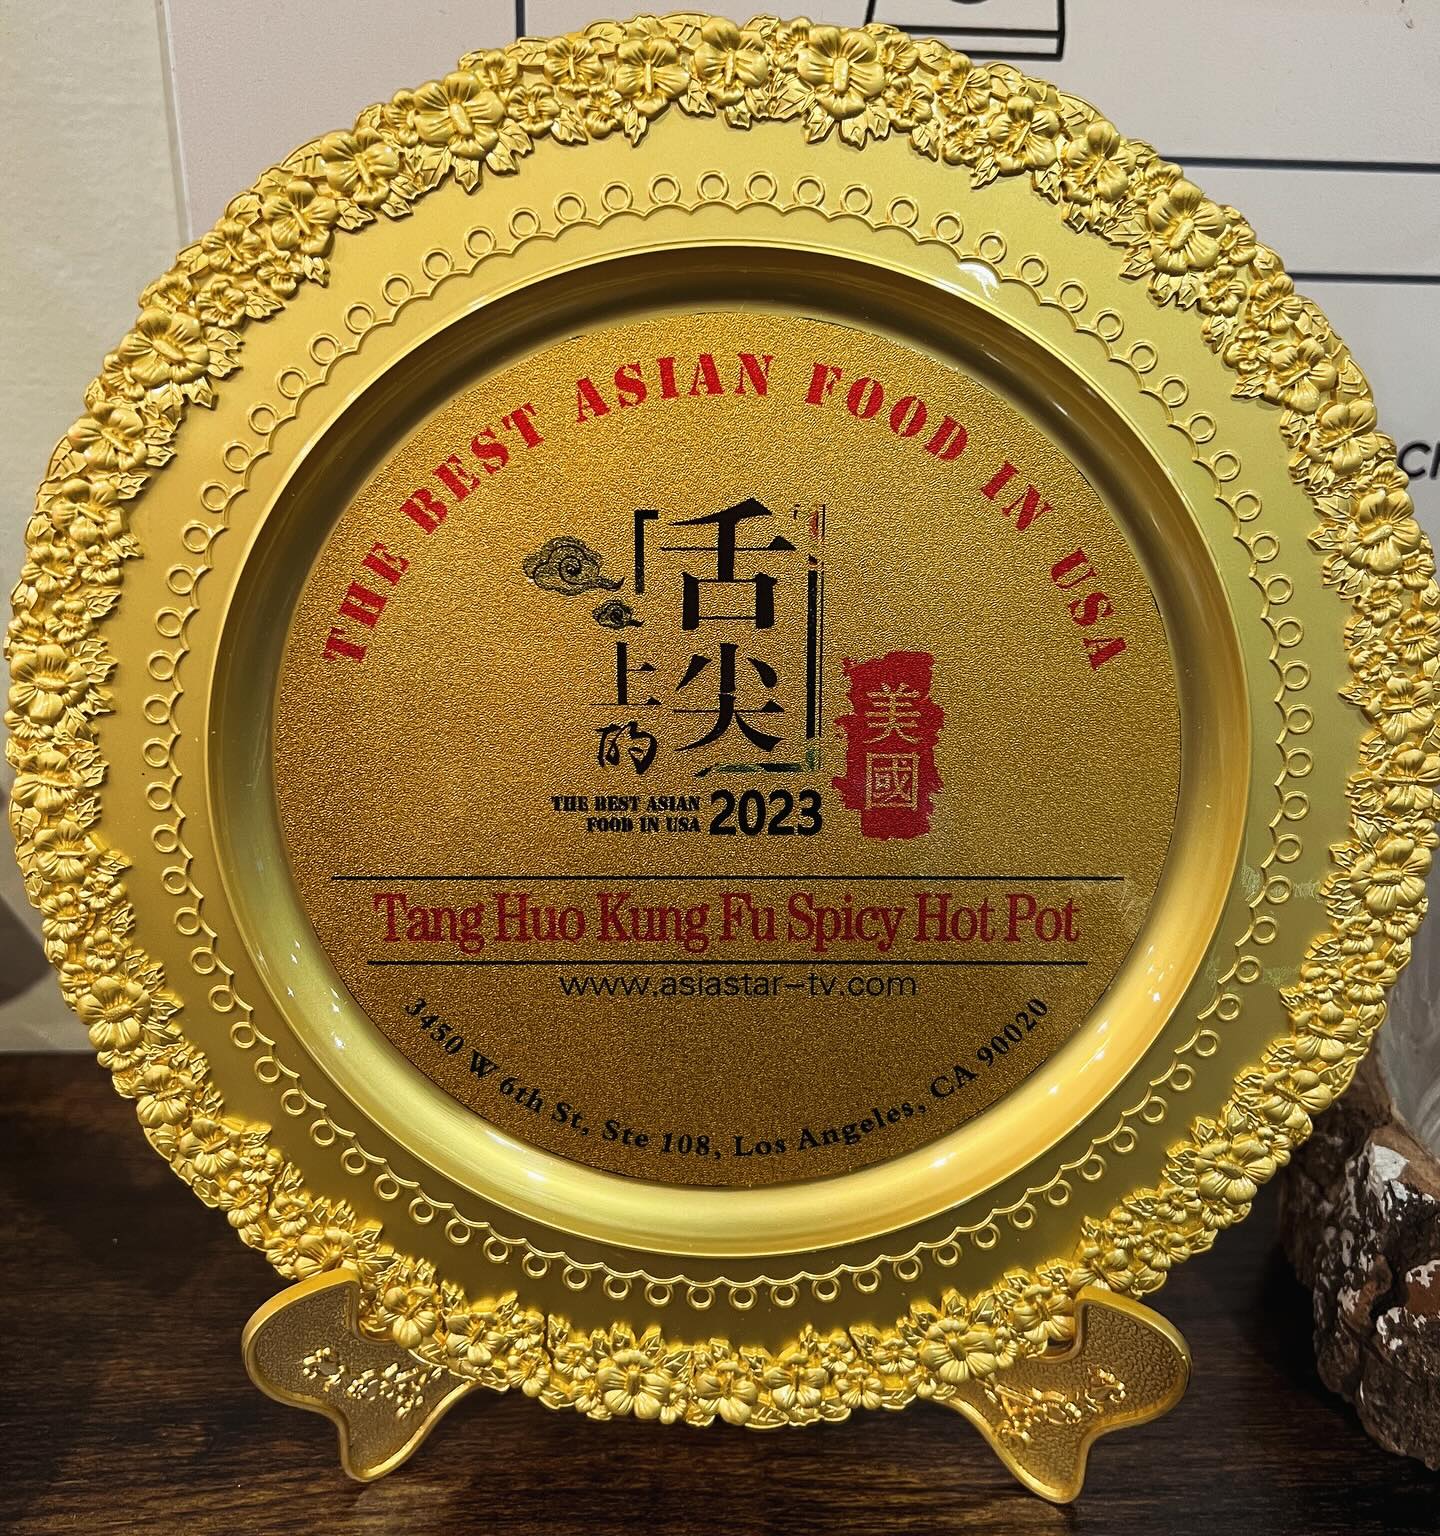 THE BEST ASIAN FOOD IN USA
「舌尖」
上的
美國
THE BEST ASIAN
FOOD IN USA 2023
Tang Huo Kung Fu Spicy Hot Pot
www.asiastar-tv.com
3450 W 6th St, Ste 108, Los Angeles, CA 90020